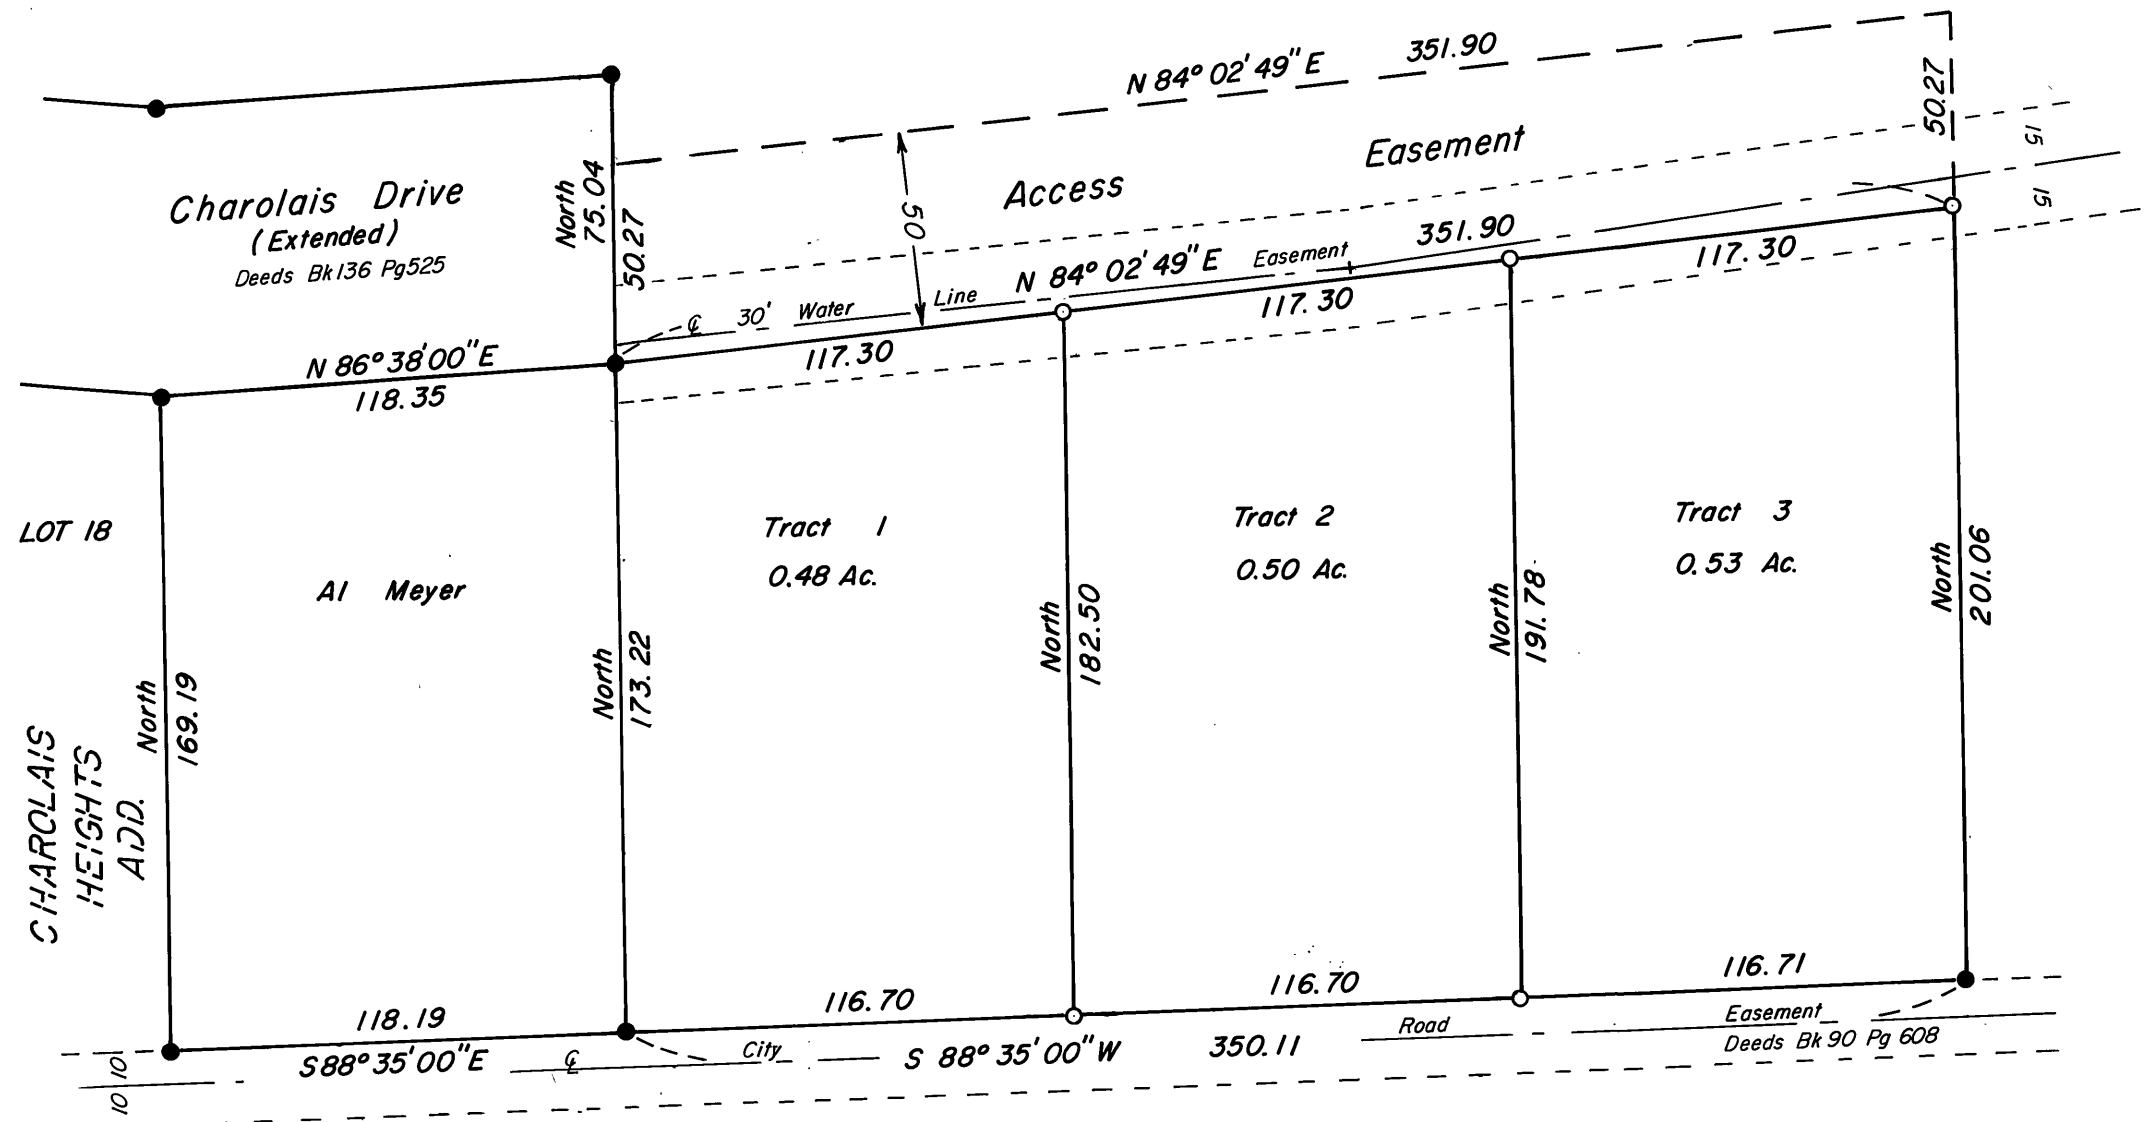 N 84° 02' 49" E 351.90
50.27
15
15
Access Easement
50
Charolais Drive
(Extended)
Deeds Bk 136 Pg 525
North
75.04
50.27
N 84° 02' 49" E 351.90
℄ 30' Water Line Easement
117.30
117.30
117.30
N 86° 38' 00" E
118.35
LOT 18
Al Meyer
Tract 1
0.48 Ac.
Tract 2
0.50 Ac.
Tract 3
0.53 Ac.
North
169.19
North
173.22
North
182.50
North
191.78
North
201.06
CHAROLAIS
HEIGHTS
ADD.
118.19
116.70
116.70
116.71
S 88° 35' 00" E
S 88° 35' 00" W 350.11
℄ City Road Easement
Deeds Bk 90 Pg 608
10
10